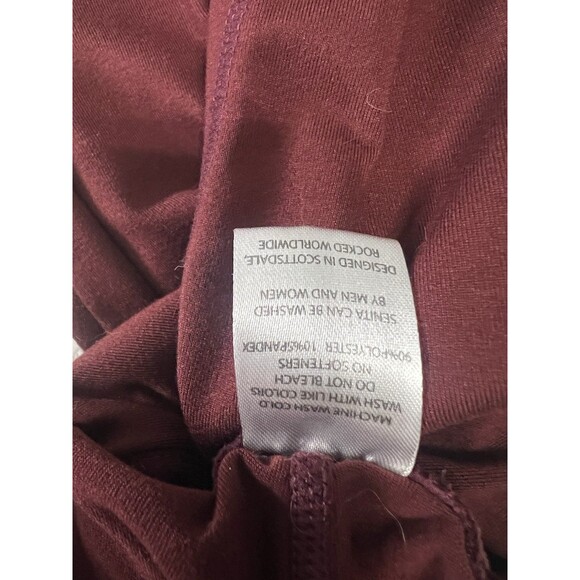 MACHINE WASH COLD
WASH WITH LIKE COLORS
DO NOT BLEACH
NO SOFTENERS
90%POLYESTER 10%SPANDEX
SENITA CAN BE WASHED
BY MEN AND WOMEN
DESIGNED IN SCOTTSDALE,
ROCKED WORLDWIDE